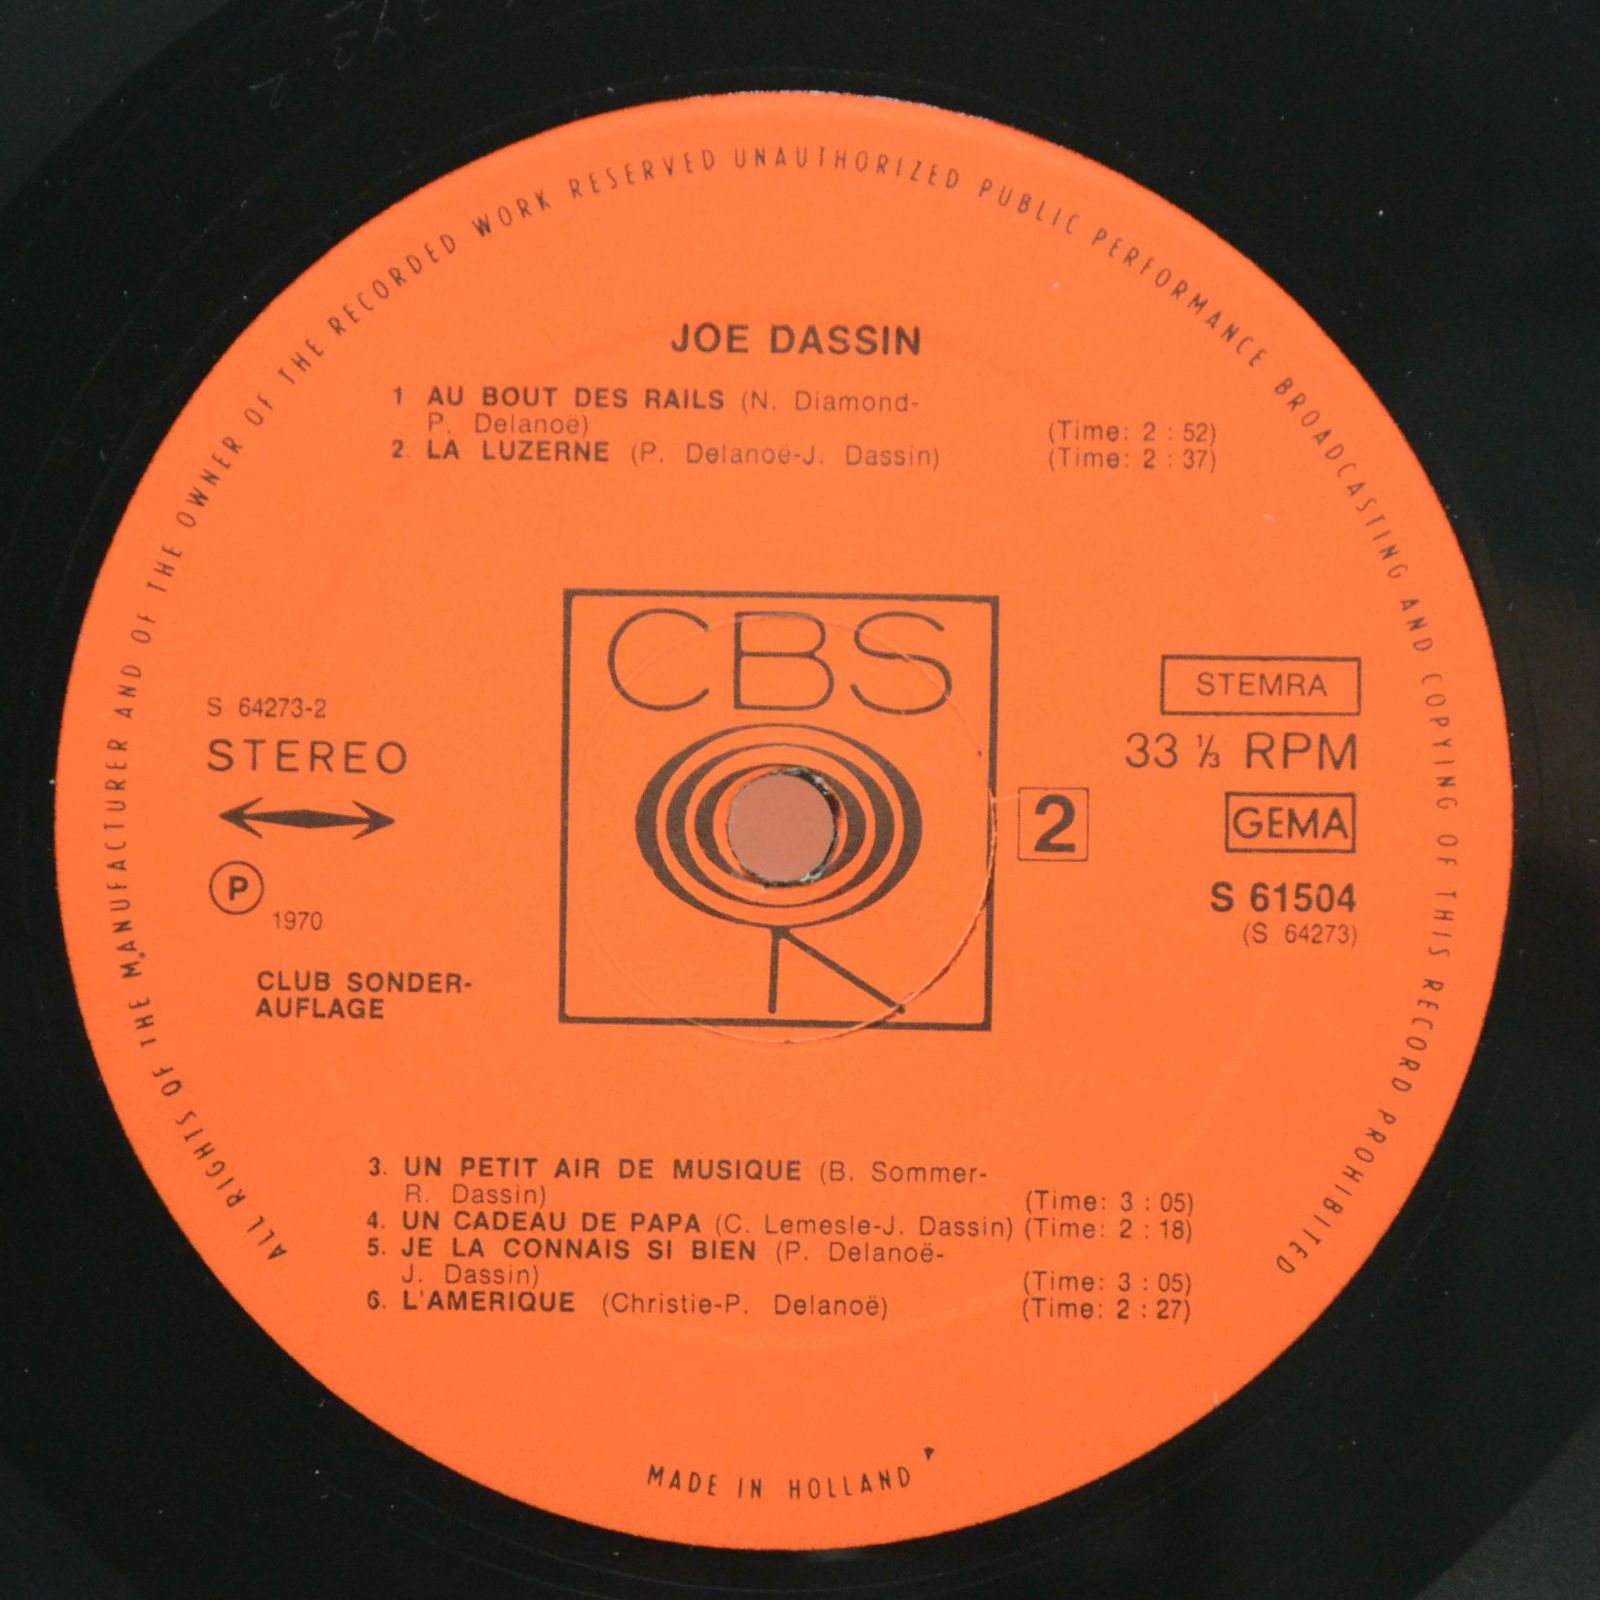 ALL RIGHTS OF THE MANUFACTURER AND OF THE OWNER OF THE RECORDED WORK RESERVED UNAUTHORIZED PUBLIC PERFORMANCE BROADCASTING AND COPYING OF THIS RECORD PROHIBITED
JOE DASSIN
1 AU BOUT DES RAILS (N. Diamond-
P. Delanoë) (Time: 2 : 52)
2. LA LUZERNE (P. Delanoë-J. Dassin) (Time: 2 : 37)
CBS
S 64273-2
STEREO
P 1970
CLUB SONDER-
AUFLAGE
2
STEMRA
33 ⅓ RPM
GEMA
S 61504
(S 64273)
3. UN PETIT AIR DE MUSIQUE (B. Sommer-
R. Dassin) (Time: 3 : 05)
4. UN CADEAU DE PAPA (C. Lemesle-J. Dassin) (Time: 2 : 18)
5. JE LA CONNAIS SI BIEN (P. Delanoë-
J. Dassin) (Time: 3 : 05)
6. L'AMERIQUE (Christie-P. Delanoë) (Time: 2 : 27)
MADE IN HOLLAND